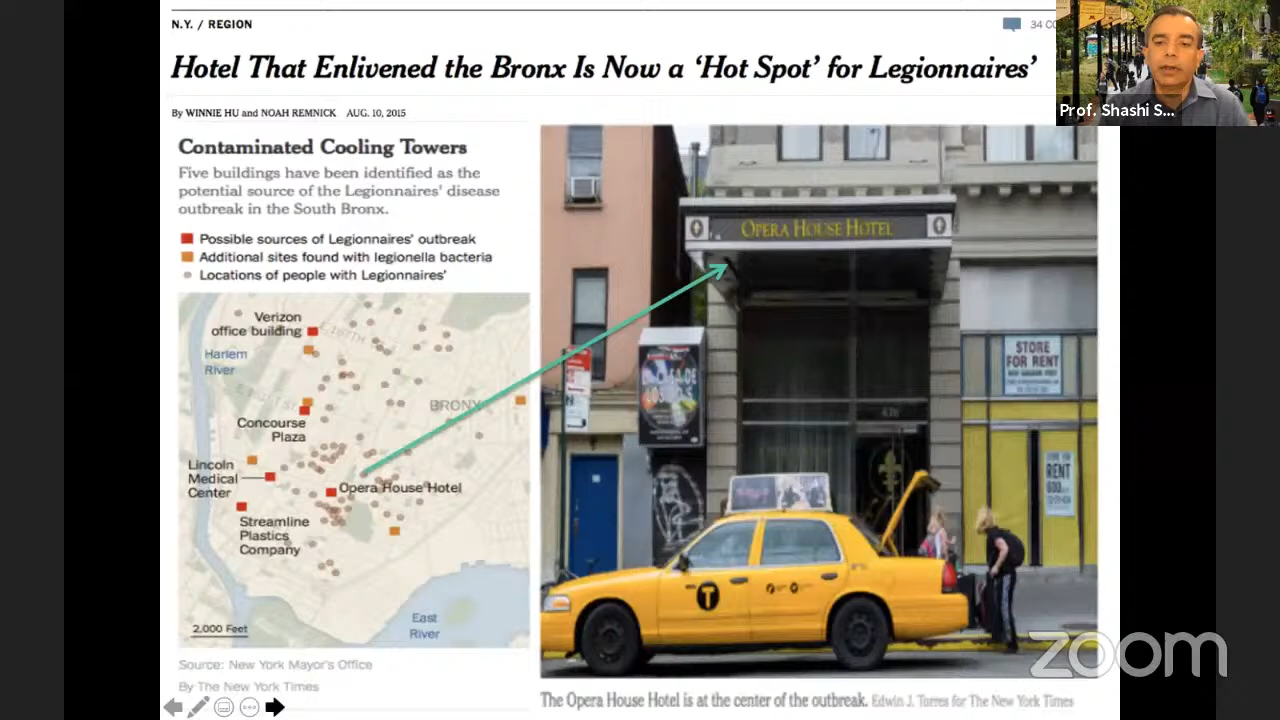 N.Y. / REGION
34 CO
Hotel That Enlivened the Bronx Is Now a ‘Hot Spot’ for Legionnaires’
Prof. Shashi S...
By WINNIE HU and NOAH REMNICK AUG. 10, 2015
Contaminated Cooling Towers
Five buildings have been identified as the
potential source of the Legionnaires’ disease
outbreak in the South Bronx.
Possible sources of Legionnaires’ outbreak
Additional sites found with legionella bacteria
Locations of people with Legionnaires’
Verizon
office building
Harlem
River
E 167TH
BRONX
Concourse
Plaza
Lincoln
Medical
Center
Opera House Hotel
Streamline
Plastics
Company
East
River
2,000 Feet
Source: New York Mayor’s Office
By The New York Times
OPERA HOUSE HOTEL
STORE
FOR RENT
FOR
RENT
T
The Opera House Hotel is at the center of the outbreak. Edwin J. Torres for The New York Times
zoom